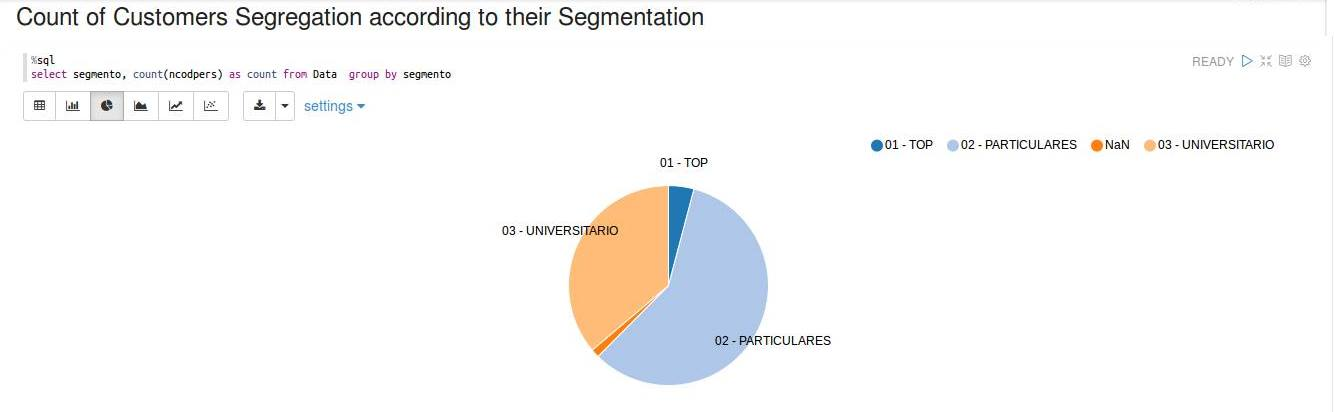 Count of Customers Segregation according to their Segmentation
%sql
select segmento, count(ncodpers) as count from Data  group by segmento
READY
settings
01 - TOP 02 - PARTICULARES NaN 03 - UNIVERSITARIO
01 - TOP
03 - UNIVERSITARIO
02 - PARTICULARES